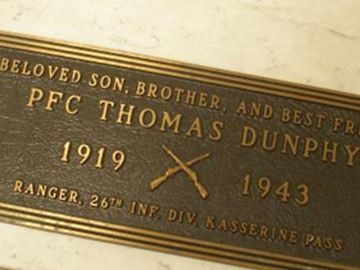 BELOVED SON, BROTHER, AND BEST FR
PFC THOMAS DUNPHY
1919 1943
RANGER, 26TH INF. DIV. KASSERINE PASS